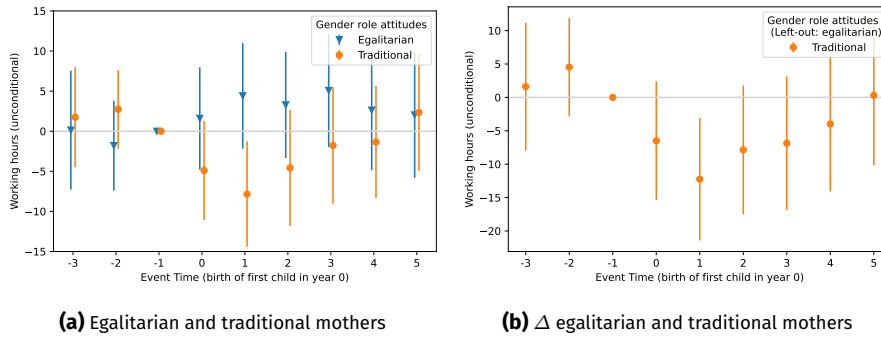 Gender role attitudes
Egalitarian
Traditional
Working hours (unconditional)
15
10
5
0
−5
−10
−15
-3 -2 -1 0 1 2 3 4 5
Event Time (birth of first child in year 0)
(a) Egalitarian and traditional mothers
Gender role attitudes
(Left-out: egalitarian)
Traditional
Working hours (unconditional)
10
5
0
−5
−10
−15
−20
-3 -2 -1 0 1 2 3 4 5
Event Time (birth of first child in year 0)
(b) Δ egalitarian and traditional mothers